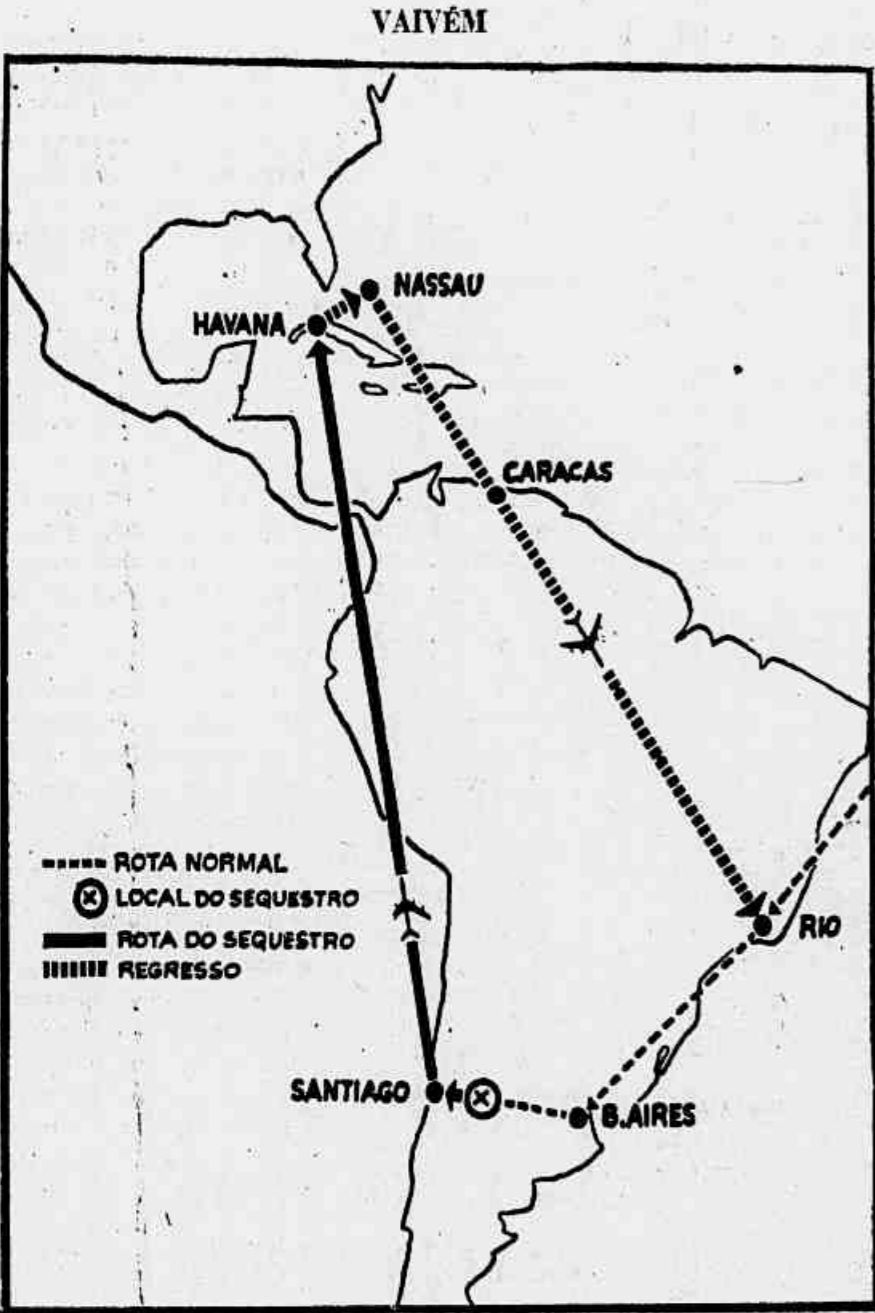 VAIVÉM
NASSAU
HAVANA
CARACAS
ROTA NORMAL
LOCAL DO SEQUESTRO
ROTA DO SEQUESTRO
REGRESSO
RIO
SANTIAGO
B.AIRES